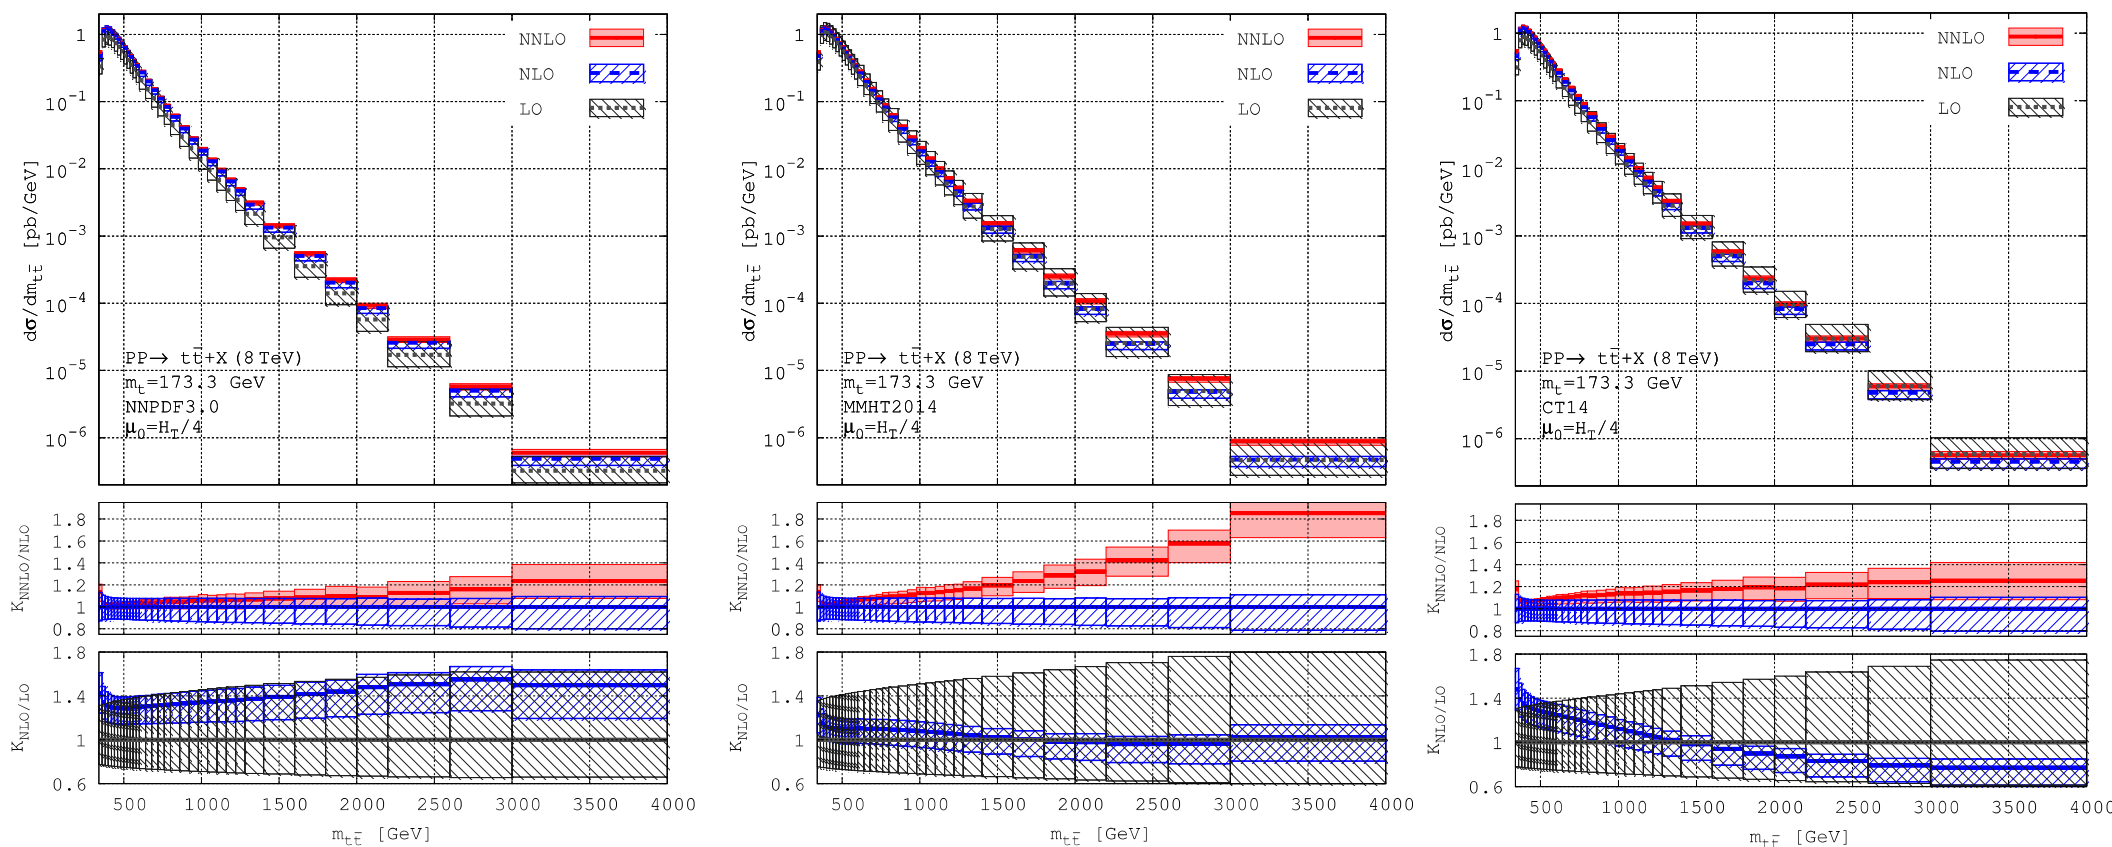 1
10⁻¹
10⁻²
10⁻³
10⁻⁴
10⁻⁵
10⁻⁶
dσ/dm_tt̄ [pb/GeV]
NNLO
NLO
LO
PP→ tt̄+X (8 TeV)
m_t=173.3 GeV
NNPDF3.0
μ₀=H_T/4
K_NNLO/NLO
1.8
1.6
1.4
1.2
1
0.8
K_NLO/LO
1.8
1.4
1
0.6
500 1000 1500 2000 2500 3000 3500 4000
m_tt̄ [GeV]
1
10⁻¹
10⁻²
10⁻³
10⁻⁴
10⁻⁵
10⁻⁶
dσ/dm_tt̄ [pb/GeV]
NNLO
NLO
LO
PP→ tt̄+X (8 TeV)
m_t=173.3 GeV
MMHT2014
μ₀=H_T/4
K_NNLO/NLO
1.8
1.6
1.4
1.2
1
0.8
K_NLO/LO
1.8
1.4
1
0.6
500 1000 1500 2000 2500 3000 3500 4000
m_tt̄ [GeV]
1
10⁻¹
10⁻²
10⁻³
10⁻⁴
10⁻⁵
10⁻⁶
dσ/dm_tt̄ [pb/GeV]
NNLO
NLO
LO
PP→ tt̄+X (8 TeV)
m_t=173.3 GeV
CT14
μ₀=H_T/4
K_NNLO/NLO
1.8
1.6
1.4
1.2
1
0.8
K_NLO/LO
1.8
1.4
1
0.6
500 1000 1500 2000 2500 3000 3500 4000
m_tt̄ [GeV]